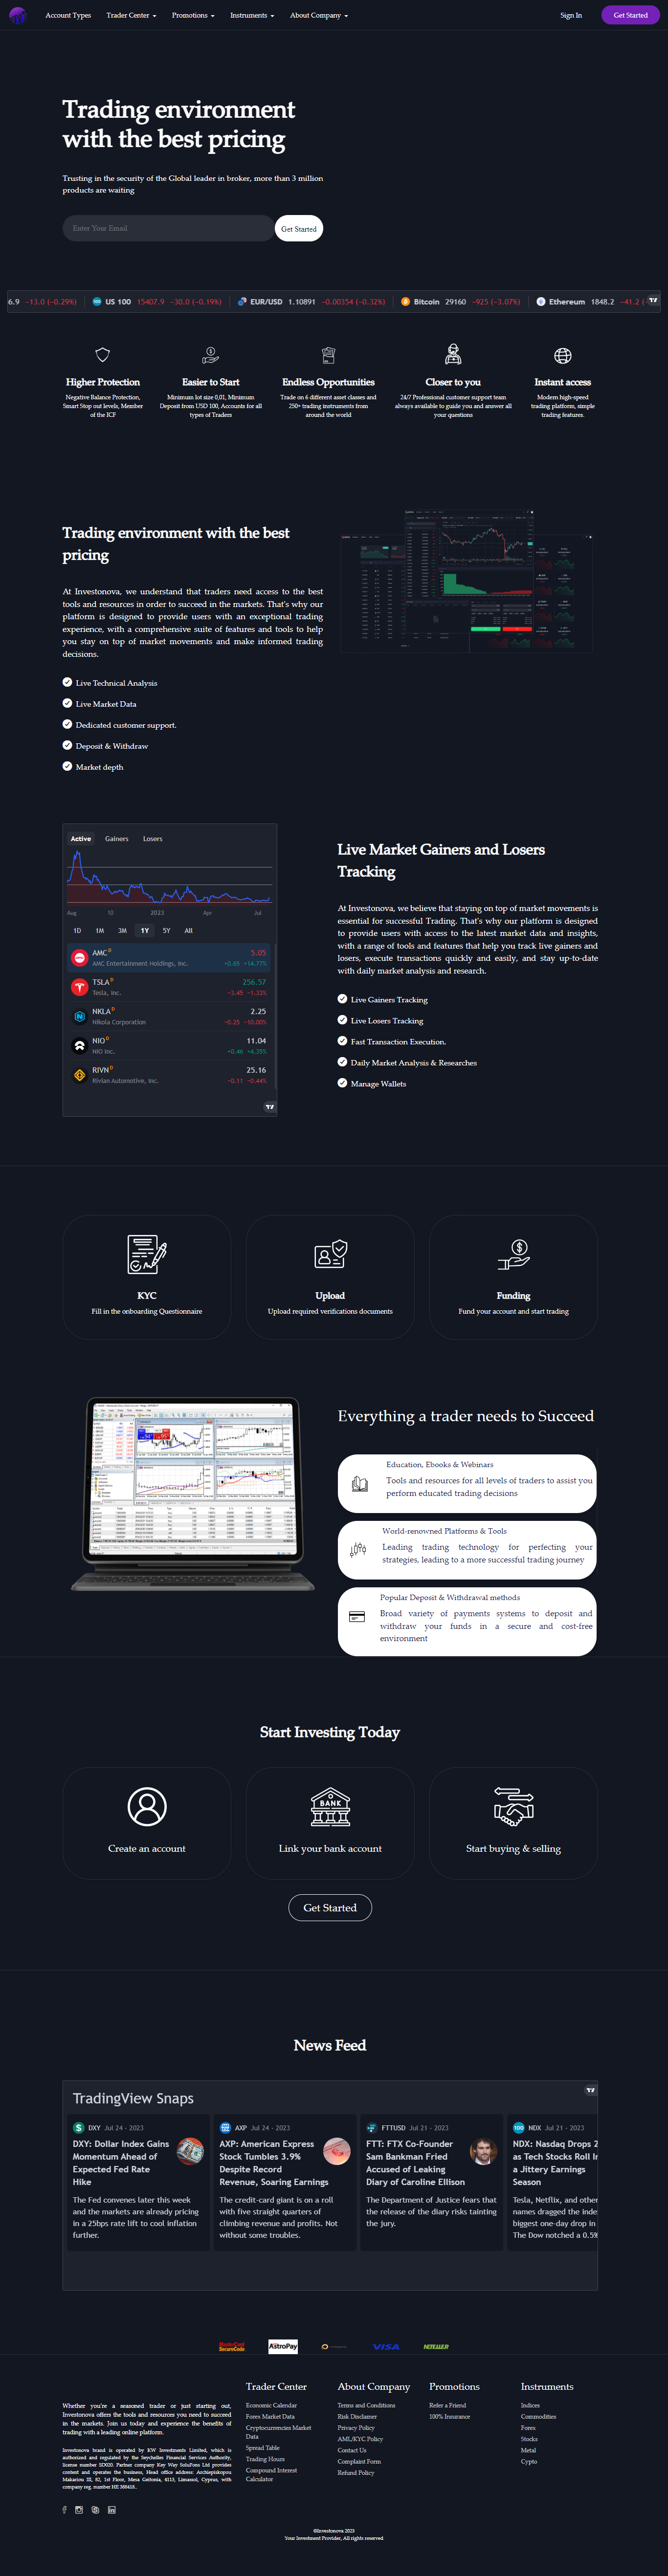 Account Types
Trader Center
Promotions
Instruments
About Company
Sign In
Get Started
Trading environment
with the best pricing
Trusting in the security of the Global leader in broker, more than 3 million
products are waiting
Enter Your Email
Get Started
6.9 −13.0 (−0.29%)
US 100 15407.9 −30.0 (−0.19%)
EUR/USD 1.10891 −0.00354 (−0.32%)
Bitcoin 29160 −925 (−3.07%)
Ethereum 1848.2 −41.2 (
Higher Protection
Negative Balance Protection,
Smart Stop out levels, Member
of the ICF
Easier to Start
Minimum lot size 0,01, Minimum
Deposit from USD 100, Accounts for all
types of Traders
Endless Opportunities
Trade on 6 different asset classes and
250+ trading instruments from
around the world
Closer to you
24/7 Professional customer support team
always available to guide you and answer all
your questions
Instant access
Modern high-speed
trading platform, simple
trading features.
Trading environment with the best
pricing
At Investonova, we understand that traders need access to the best
tools and resources in order to succeed in the markets. That's why our
platform is designed to provide users with an exceptional trading
experience, with a comprehensive suite of features and tools to help
you stay on top of market movements and make informed trading
decisions.
Live Technical Analysis
Live Market Data
Dedicated customer support.
Deposit & Withdraw
Market depth
Active
Gainers
Losers
Aug 10 2023 Apr Jul
1D 1M 3M 1Y 5Y All
AMC D 5.05
AMC Entertainment Holdings, Inc. +0.65 +14.77%
TSLA D 256.57
Tesla, Inc. −3.45 −1.33%
NKLA D 2.25
Nikola Corporation −0.25 −10.00%
NIO D 11.04
NIO Inc. +0.46 +4.35%
RIVN D 25.16
Rivian Automotive, Inc. −0.11 −0.44%
Live Market Gainers and Losers
Tracking
At Investonova, we believe that staying on top of market movements is
essential for successful Trading. That's why our platform is designed
to provide users with access to the latest market data and insights,
with a range of tools and features that help you track live gainers and
losers, execute transactions quickly and easily, and stay up-to-date
with daily market analysis and research.
Live Gainers Tracking
Live Losers Tracking
Fast Transaction Execution.
Daily Market Analysis & Researches
Manage Wallets
KYC
Fill in the onboarding Questionnaire
Upload
Upload required verifications documents
Funding
Fund your account and start trading
Everything a trader needs to Succeed
Education, Ebooks & Webinars
Tools and resources for all levels of traders to assist you
perform educated trading decisions
World-renowned Platforms & Tools
Leading trading technology for perfecting your
strategies, leading to a more successful trading journey
Popular Deposit & Withdrawal methods
Broad variety of payments systems to deposit and
withdraw your funds in a secure and cost-free
environment
Start Investing Today
Create an account
BANK
Link your bank account
Start buying & selling
Get Started
News Feed
TradingView Snaps
DXY Jul 24 - 2023
DXY: Dollar Index Gains
Momentum Ahead of
Expected Fed Rate
Hike
The Fed convenes later this week
and the markets are already pricing
in a 25bps rate lift to cool inflation
further.
AXP Jul 24 - 2023
AXP: American Express
Stock Tumbles 3.9%
Despite Record
Revenue, Soaring Earnings
The credit-card giant is on a roll
with five straight quarters of
climbing revenue and profits. Not
without some troubles.
FTTUSD Jul 21 - 2023
FTT: FTX Co-Founder
Sam Bankman Fried
Accused of Leaking
Diary of Caroline Ellison
The Department of Justice fears that
the release of the diary risks tainting
the jury.
100 NDX Jul 21 - 2023
NDX: Nasdaq Drops 2
as Tech Stocks Roll In
a Jittery Earnings
Season
Tesla, Netflix, and other
names dragged the inde
biggest one-day drop in
The Dow notched a 0.5%
MasterCard
SecureCode
AstroPay
VISA
NETELLER
Whether you're a seasoned trader or just starting out,
Investonova offers the tools and resources you need to succeed
in the markets. Join us today and experience the benefits of
trading with a leading online platform.
Investonova brand is operated by KW Investments Limited, which is
authorized and regulated by the Seychelles Financial Services Authority,
license number SD020. Partner company Key Way Solutions Ltd provides
content and operates the business, Head office address: Archiepiskopou
Makariou III, 82, 1st Floor, Mesa Geitonia, 4113, Limassol, Cyprus, with
company reg. number HE 368415..
Trader Center
Economic Calendar
Forex Market Data
Cryptocurrencies Market
Data
Spread Table
Trading Hours
Compound Interest
Calculator
About Company
Terms and Conditions
Risk Disclaimer
Privacy Policy
AML/KYC Policy
Contact Us
Complaint Form
Refund Policy
Promotions
Refer a Friend
100% Insurance
Instruments
Indices
Commodities
Forex
Stocks
Metal
Cypto
©Investonova 2023
Your Investment Provider, All rights reserved